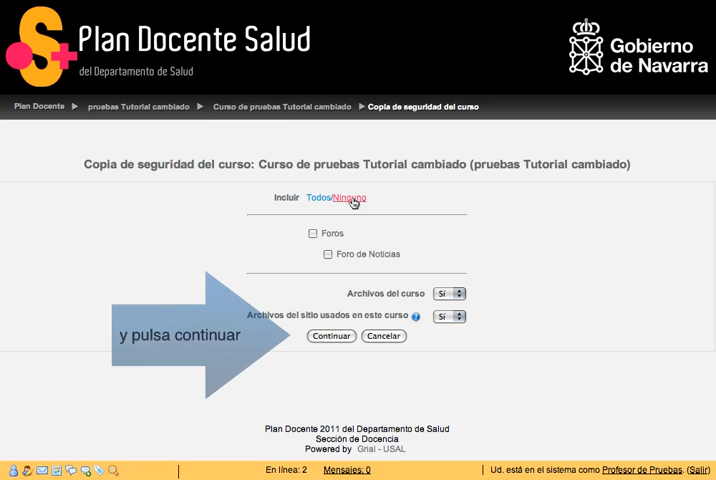 Plan Docente Salud
del Departamento de Salud
Gobierno
de Navarra
Plan Docente ▶ pruebas Tutorial cambiado ▶ Curso de pruebas Tutorial cambiado ▶ Copia de seguridad del curso
Copia de seguridad del curso: Curso de pruebas Tutorial cambiado (pruebas Tutorial cambiado)
Incluir Todos/Ninguno
Foros
Foro de Noticias
Archivos del curso Sí
Archivos del sitio usados en este curso Sí
y pulsa continuar
Continuar Cancelar
Plan Docente 2011 del Departamento de Salud
Sección de Docencia
Powered by Grial - USAL
En línea: 2 Mensajes: 0 Ud. está en el sistema como Profesor de Pruebas. (Salir)